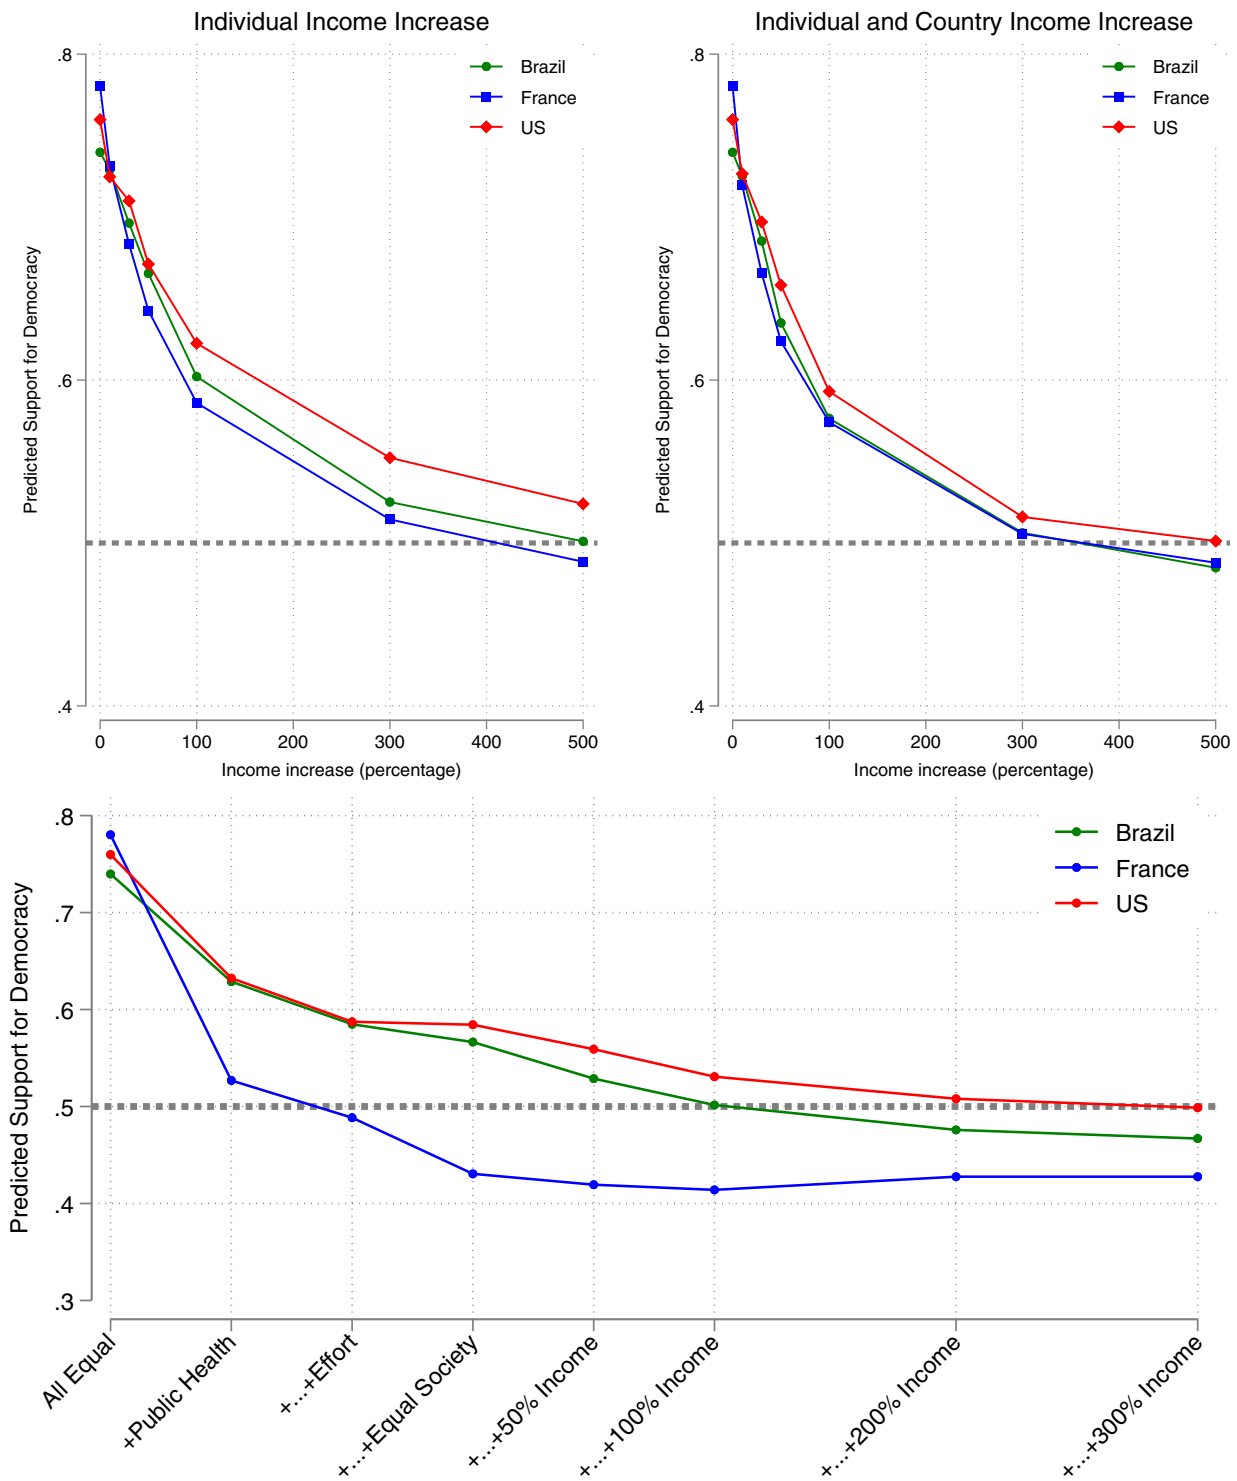 Individual Income Increase
.8
.6
.4
Predicted Support for Democracy
Brazil
France
US
0 100 200 300 400 500
Income increase (percentage)
Individual and Country Income Increase
.8
.6
.4
Predicted Support for Democracy
Brazil
France
US
0 100 200 300 400 500
Income increase (percentage)
.8
.7
.6
.5
.4
.3
Predicted Support for Democracy
Brazil
France
US
All Equal
+Public Health
+...+Effort
+...+Equal Society
+...+50% Income
+...+100% Income
+...+200% Income
+...+300% Income